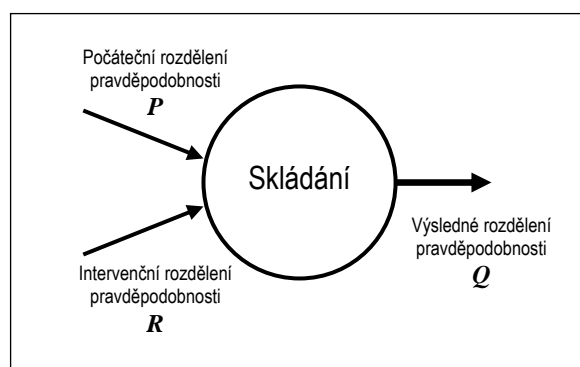 Počáteční rozdělení
pravděpodobnosti
P
Skládání
Výsledné rozdělení
pravděpodobnosti
Q
Intervenční rozdělení
pravděpodobnosti
R